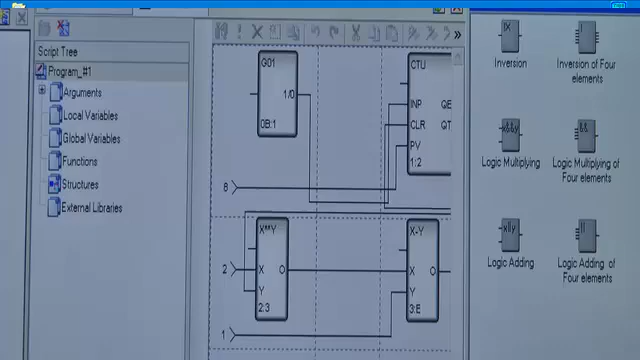 Script Tree
Program_#1
Arguments
Local Variables
Global Variables
Functions
Structures
External Libraries
G01
1/0
0B:1
CTU
INP
QE
CLR
QT
PV
1:2
X**Y
X
O
Y
2:3
2
1
X-Y
X
O
Y
3:E
Inversion
Inversion of Four
elements
Logic Multiplying
Logic Multiplying of
Four elements
Logic Adding
Logic Adding of
Four elements